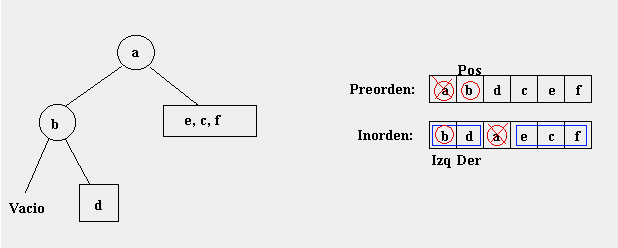 a
b
e, c, f
Vacio
d
Pos
Preorden: a b d c e f
Inorden: b d a e c f
Izq Der